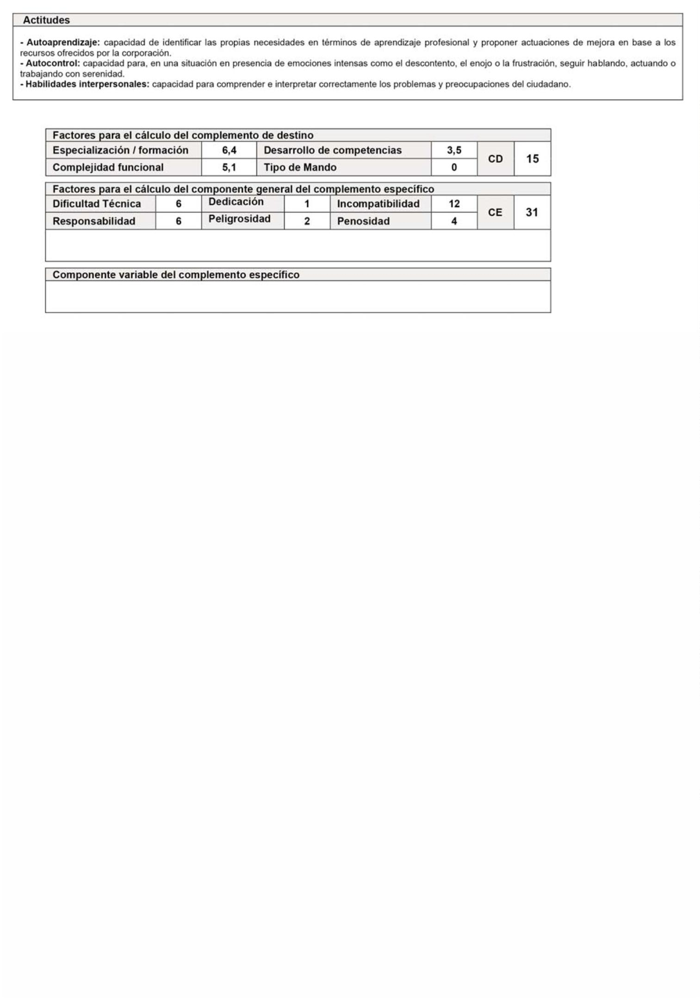 Actitudes
- Autoaprendizaje: capacidad de identificar las propias necesidades en términos de aprendizaje profesional y proponer actuaciones de mejora en base a los
recursos ofrecidos por la corporación.
- Autocontrol: capacidad para, en una situación en presencia de emociones intensas como el descontento, el enojo o la frustración, seguir hablando, actuando o
trabajando con serenidad.
- Habilidades interpersonales: capacidad para comprender e interpretar correctamente los problemas y preocupaciones del ciudadano.
Factores para el cálculo del complemento de destino
Especialización / formación 6,4 Desarrollo de competencias 3,5 CD 15
Complejidad funcional 5,1 Tipo de Mando 0
Factores para el cálculo del componente general del complemento específico
Dificultad Técnica 6 Dedicación 1 Incompatibilidad 12 CE 31
Responsabilidad 6 Peligrosidad 2 Penosidad 4
Componente variable del complemento específico